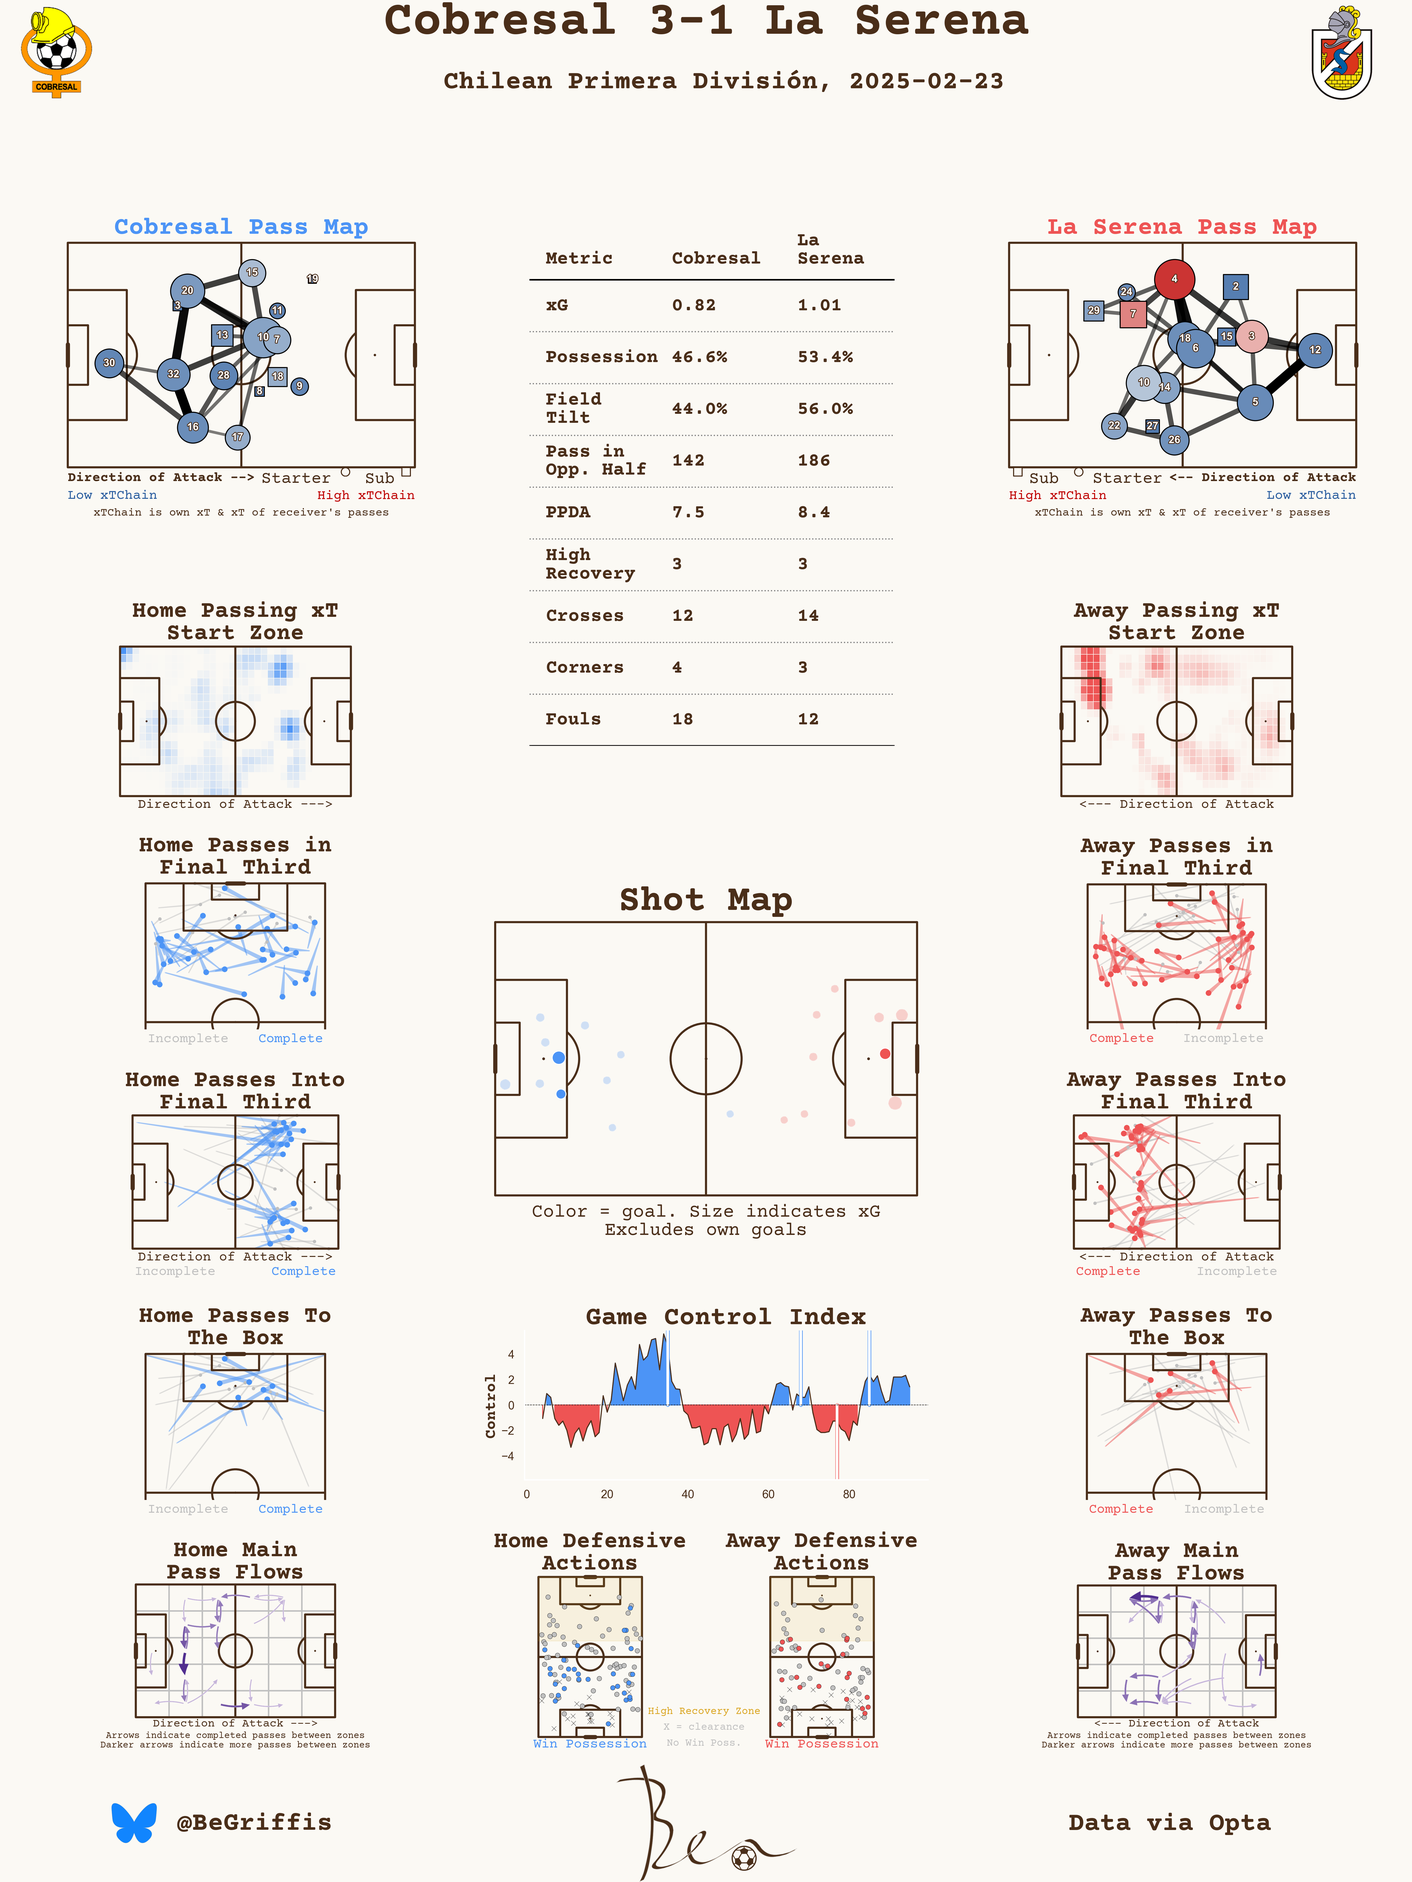 Cobresal 3-1 La Serena
Chilean Primera División, 2025-02-23
COBRESAL
Cobresal Pass Map
15
20
19
3
11
13
10
7
30
32
28
18
9
8
16
17
Direction of Attack --> Starter Sub
Low xTChain High xTChain
xTChain is own xT & xT of receiver's passes
Metric Cobresal La Serena
xG 0.82 1.01
Possession 46.6% 53.4%
Field Tilt 44.0% 56.0%
Pass in Opp. Half 142 186
PPDA 7.5 8.4
High Recovery 3 3
Crosses 12 14
Corners 4 3
Fouls 18 12
La Serena Pass Map
4
24
2
29
7
18
6
15
3
12
10
14
5
22
27
26
Sub Starter <-- Direction of Attack
High xTChain Low xTChain
xTChain is own xT & xT of receiver's passes
Home Passing xT
Start Zone
Direction of Attack --->
Away Passing xT
Start Zone
<--- Direction of Attack
Home Passes in
Final Third
Incomplete Complete
Away Passes in
Final Third
Complete Incomplete
Shot Map
Color = goal. Size indicates xG
Excludes own goals
Home Passes Into
Final Third
Direction of Attack --->
Incomplete Complete
Away Passes Into
Final Third
<--- Direction of Attack
Complete Incomplete
Home Passes To
The Box
Incomplete Complete
Game Control Index
Control
4
2
0
−2
−4
0 20 40 60 80
Away Passes To
The Box
Complete Incomplete
Home Main
Pass Flows
Direction of Attack --->
Arrows indicate completed passes between zones
Darker arrows indicate more passes between zones
Home Defensive
Actions
Win Possession
High Recovery Zone
X = clearance
No Win Poss.
Away Defensive
Actions
Win Possession
Away Main
Pass Flows
<--- Direction of Attack
Arrows indicate completed passes between zones
Darker arrows indicate more passes between zones
@BeGriffis
Ben
Data via Opta